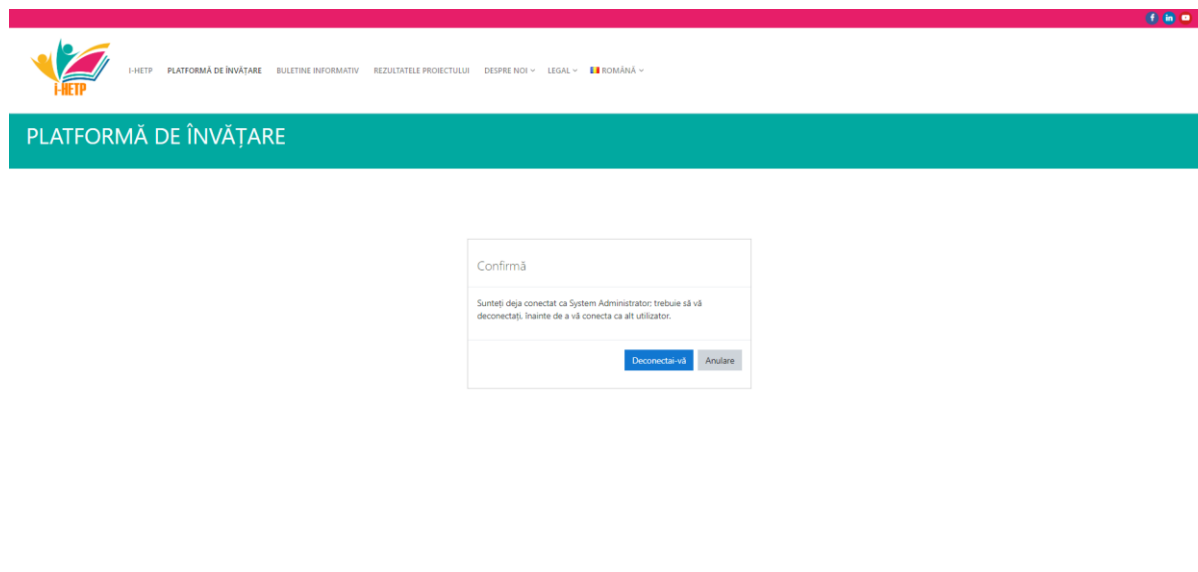 i-HETP
I-HETP PLATFORMĂ DE ÎNVĂȚARE BULETINE INFORMATIV REZULTATELE PROIECTULUI DESPRE NOI LEGAL ROMÂNĂ
PLATFORMĂ DE ÎNVĂȚARE
Confirmă
Sunteți deja conectat ca System Administrator: trebuie să vă
deconectați, înainte de a vă conecta ca alt utilizator.
Deconectai-vă Anulare